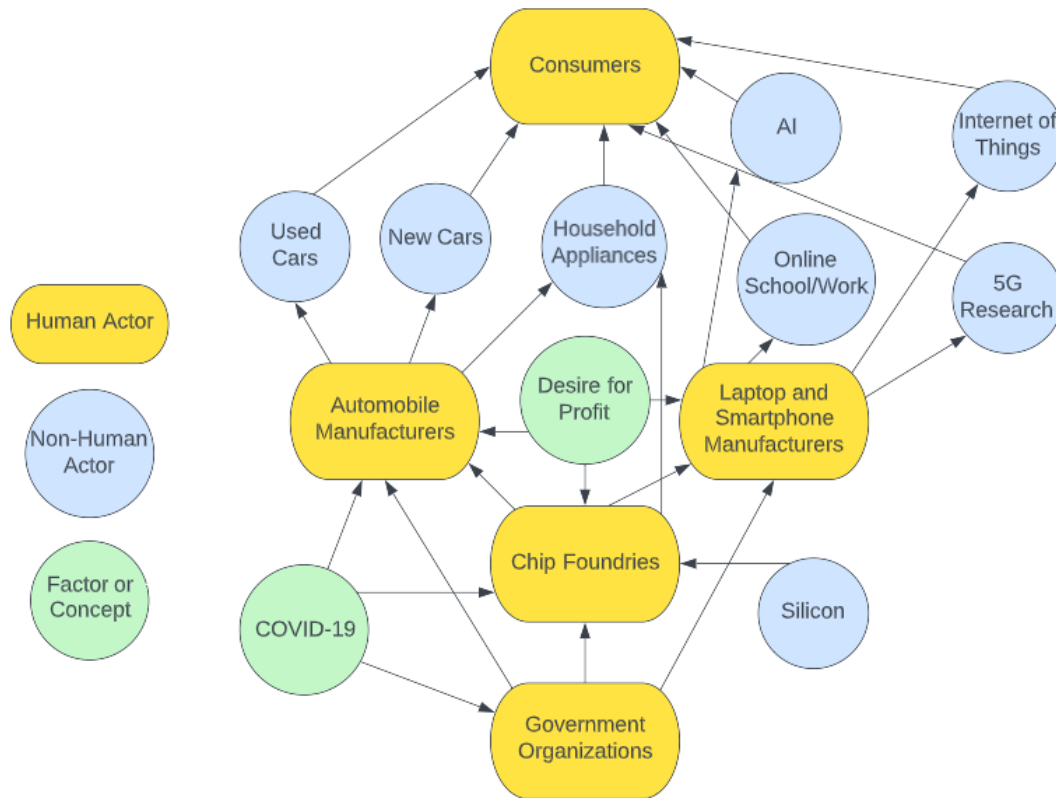 Consumers
AI
Internet of
Things
Used
Cars
New Cars
Household
Appliances
Online
School/Work
5G
Research
Human Actor
Non-Human
Actor
Factor or
Concept
Automobile
Manufacturers
Desire for
Profit
Laptop and
Smartphone
Manufacturers
Chip Foundries
COVID-19
Silicon
Government
Organizations